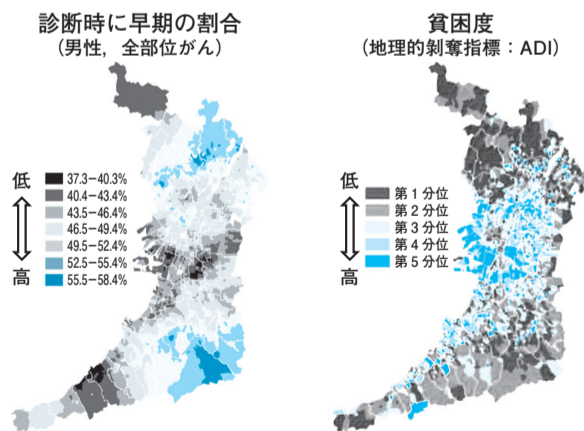 診断時に早期の割合
(男性，全部位がん)
低
高
37.3－40.3%
40.4－43.4%
43.5－46.4%
46.5－49.4%
49.5－52.4%
52.5－55.4%
55.5－58.4%
貧困度
(地理的剝奪指標：ADI)
低
高
第１分位
第２分位
第３分位
第４分位
第５分位